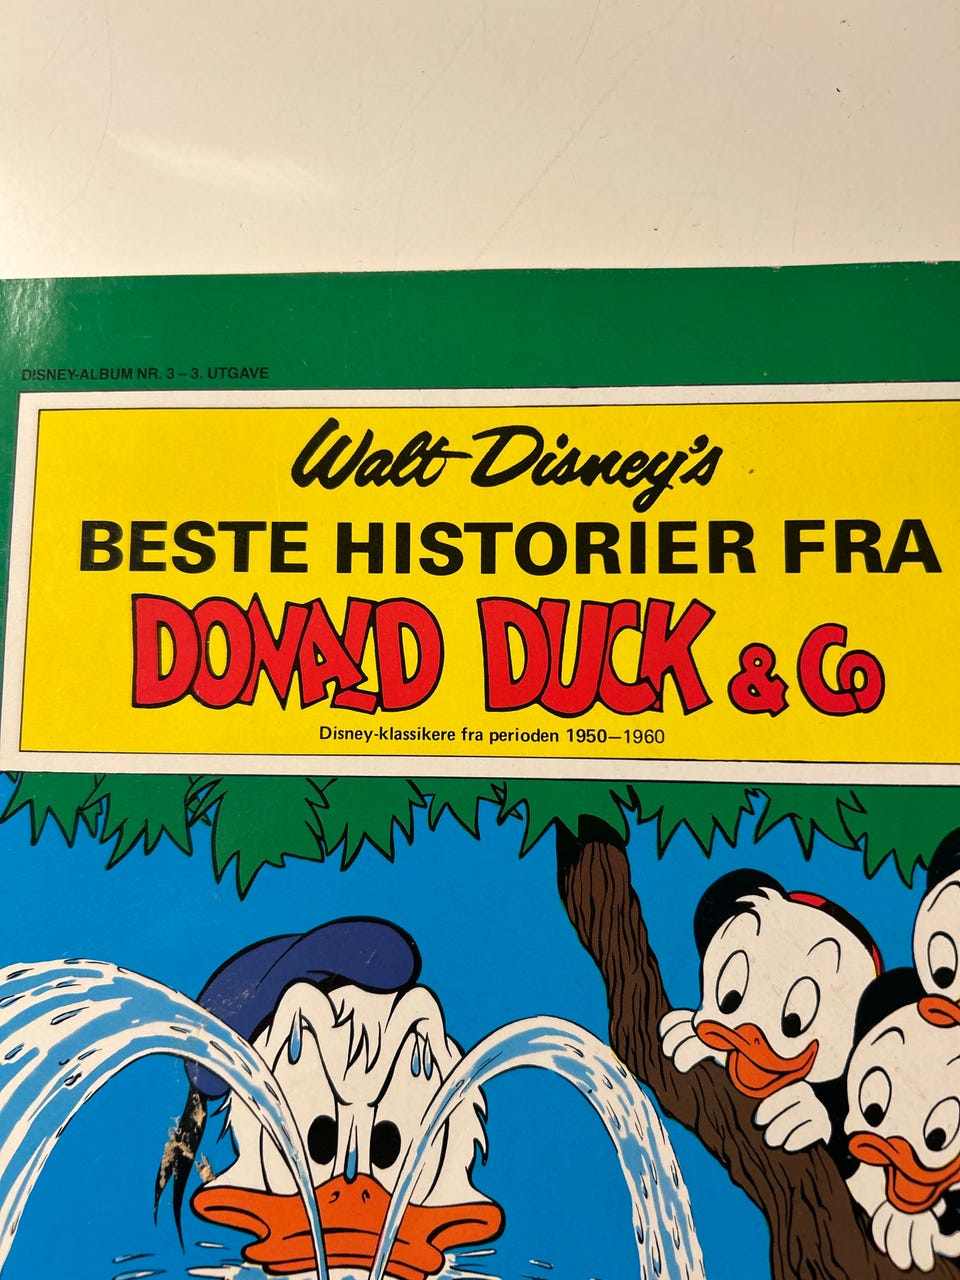 DISNEY-ALBUM NR. 3 – 3. UTGAVE
Walt Disney's
BESTE HISTORIER FRA
DONALD DUCK & Co
Disney-klassikere fra perioden 1950–1960